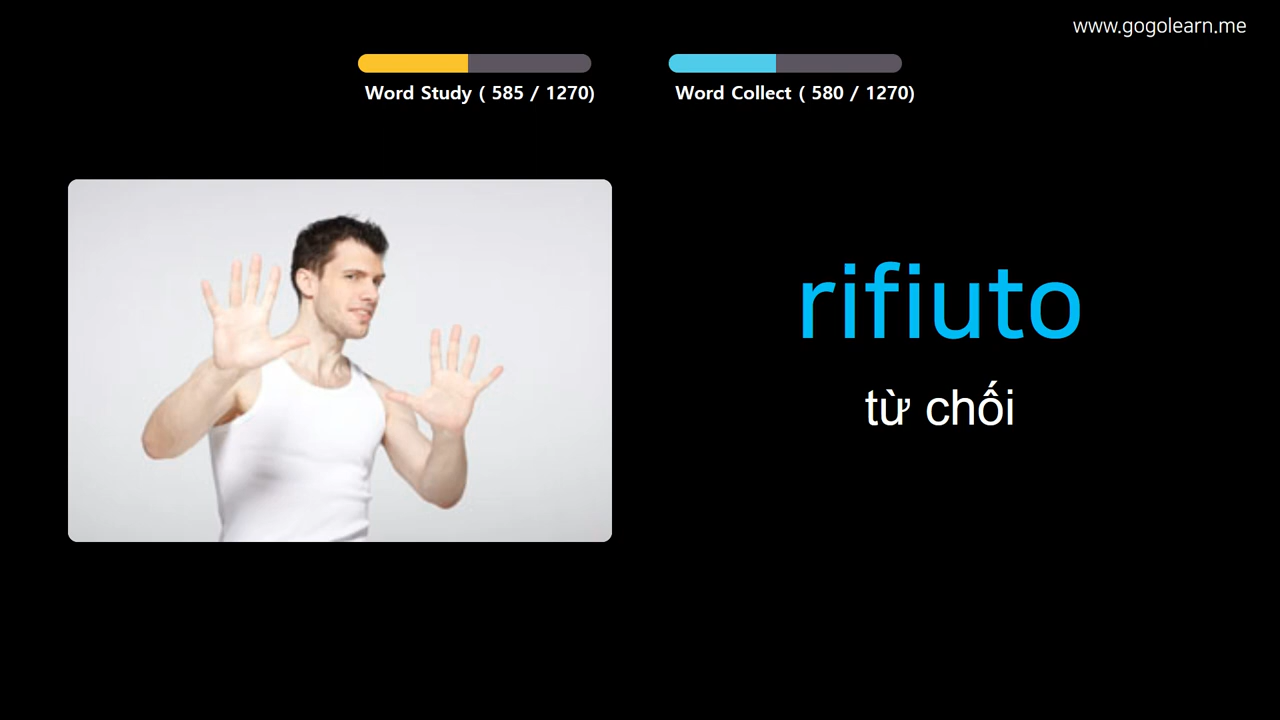 www.gogolearn.me
Word Study ( 585 / 1270)
Word Collect ( 580 / 1270)
rifiuto
từ chối